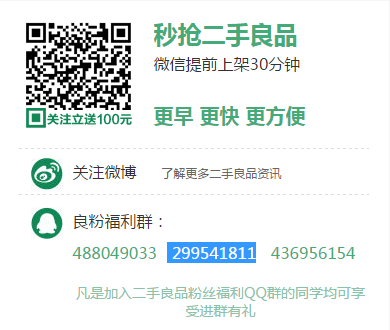 秒抢二手良品
微信提前上架30分钟
更早 更快 更方便
关注立送100元
关注微博 了解更多二手良品资讯
良粉福利群：
488049033 299541811 436956154
凡是加入二手良品粉丝福利QQ群的同学均可享
受进群有礼